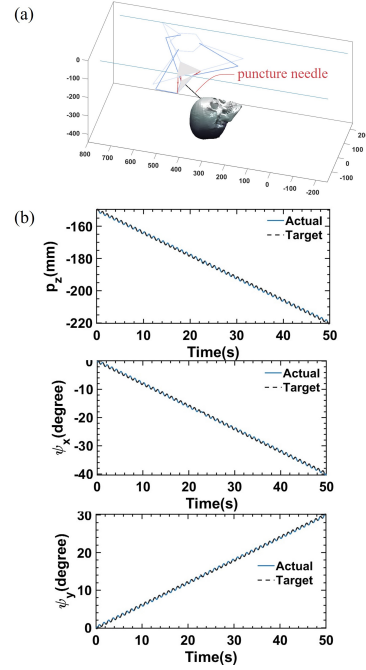 (a)
puncture needle
0
-100
-200
-300
-400
800 700 600 500 400 300 200 100 0 -100 -200
-100
0
100
20
(b)
-160
-180
-200
-220
p_z(mm)
Actual
Target
0 10 20 30 40 50
Time(s)
0
-10
-20
-30
-40
ψ_x(degree)
Actual
Target
0 10 20 30 40 50
Time(s)
30
20
10
0
ψ_y(degree)
Actual
Target
0 10 20 30 40 50
Time(s)